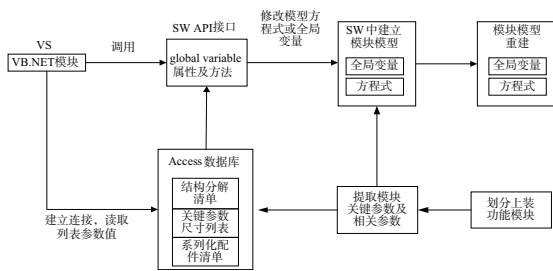 VS
VB.NET模块
调用
SW API接口
global variable
属性及方法
修改模型方
程式或全局
变量
SW中建立
模块模型
全局变量
方程式
模块模型
重建
全局变量
方程式
建立连接，读取
列表参数值
Access数据库
结构分解
清单
关键参数
尺寸列表
系列化配
件清单
提取模块
关键参数及
相关参数
划分上装
功能模块